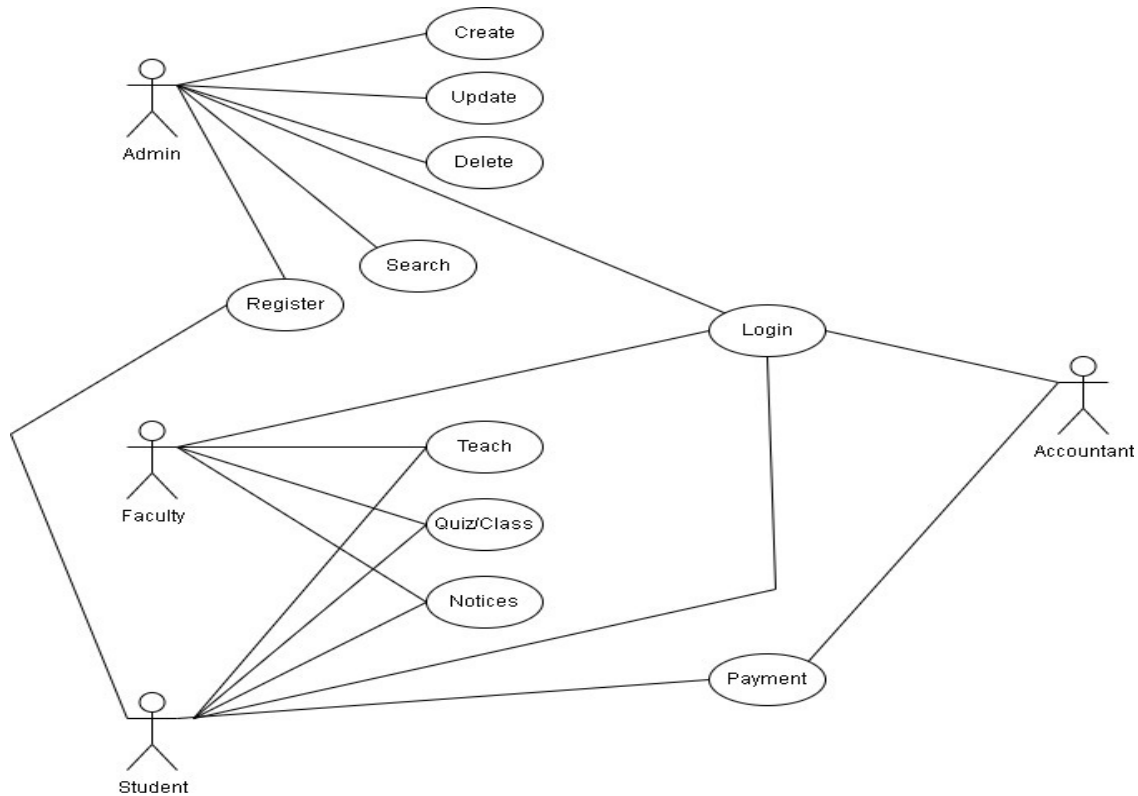 Create
Update
Admin
Delete
Search
Register
Login
Teach
Accountant
Faculty
Quiz/Class
Notices
Payment
Student